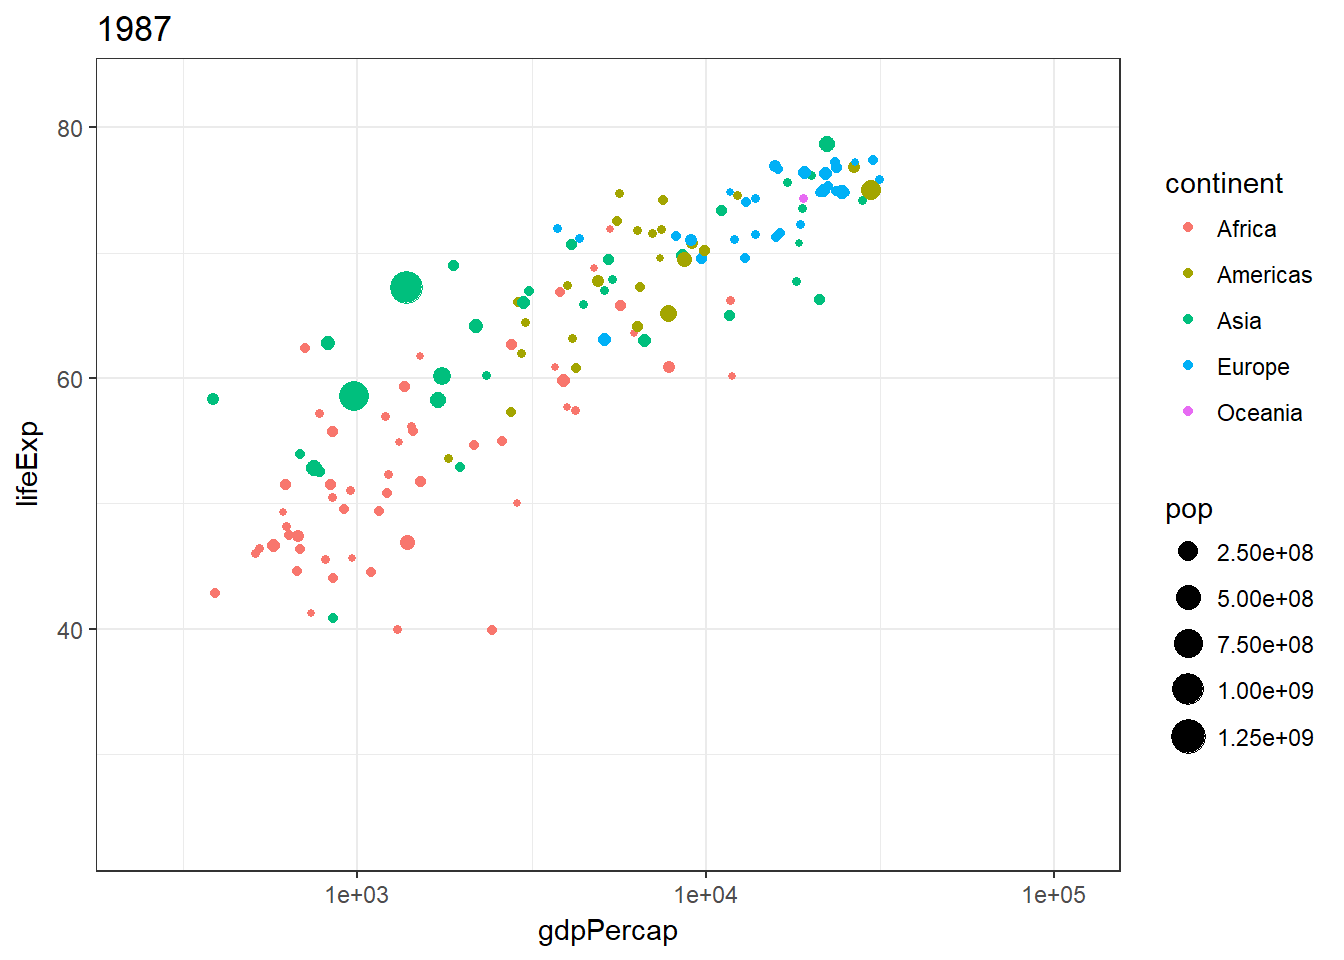 1987
80
60
40
lifeExp
1e+03
1e+04
1e+05
gdpPercap
continent
Africa
Americas
Asia
Europe
Oceania
pop
2.50e+08
5.00e+08
7.50e+08
1.00e+09
1.25e+09